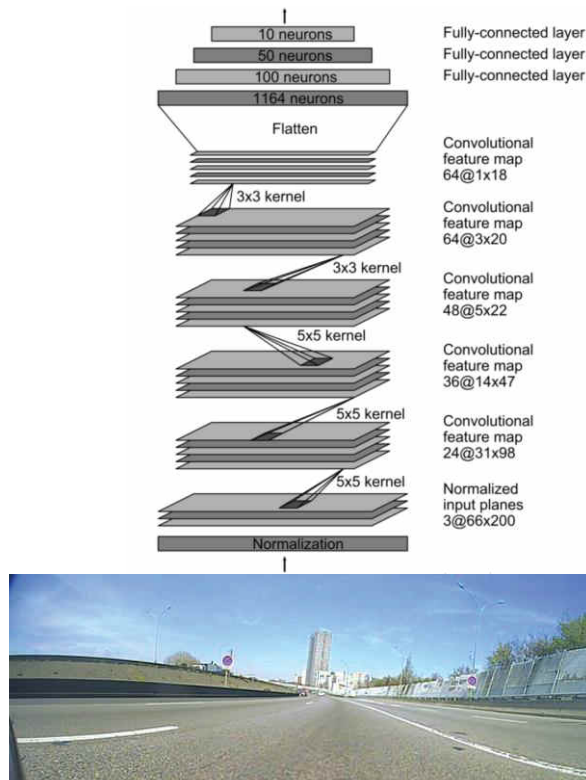 10 neurons
Fully-connected layer
50 neurons
Fully-connected layer
100 neurons
Fully-connected layer
1164 neurons
Flatten
Convolutional
feature map
64@1x18
3x3 kernel
Convolutional
feature map
64@3x20
3x3 kernel
Convolutional
feature map
48@5x22
5x5 kernel
Convolutional
feature map
36@14x47
5x5 kernel
Convolutional
feature map
24@31x98
5x5 kernel
Normalized
input planes
3@66x200
Normalization